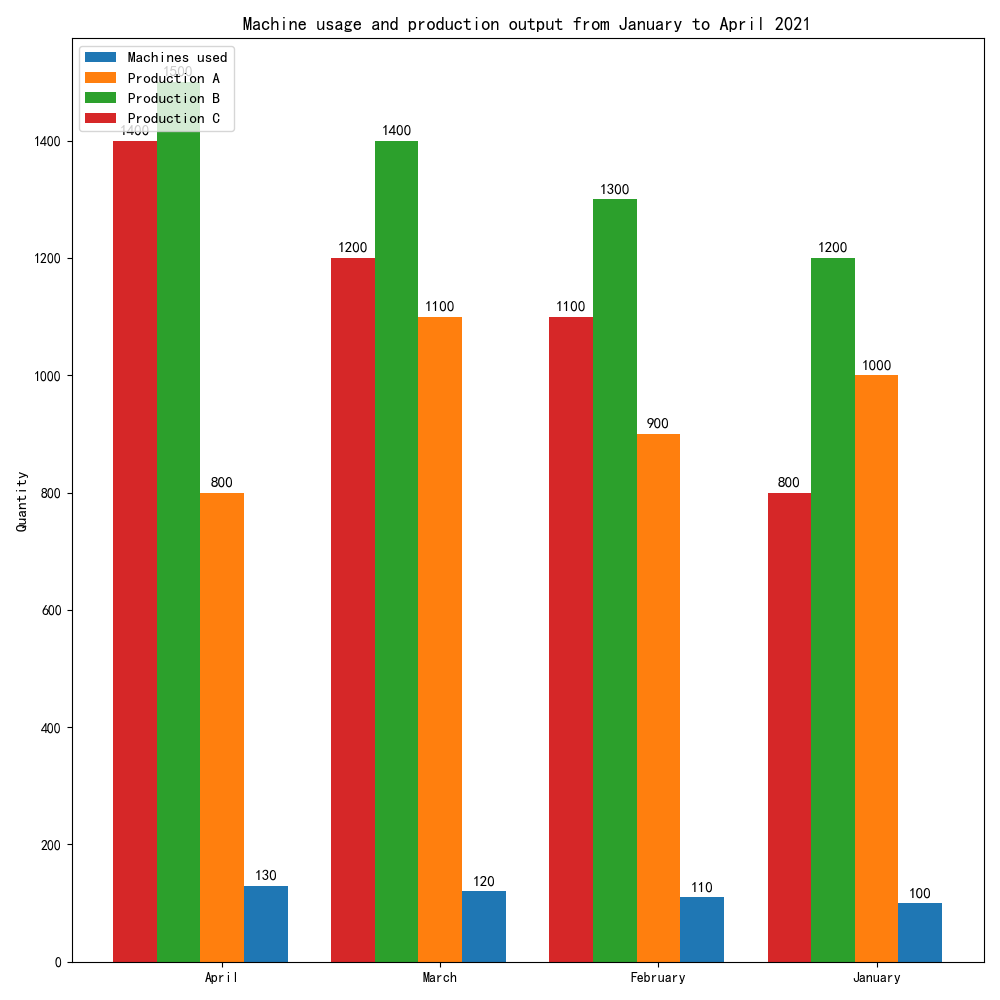 Machine usage and production output from January to April 2021
Machines used
Production A
Production B
Production C
1500
1400
1400
1300
1200
1200
1100
1100
1000
900
800
800
130
120
110
100
Quantity
1400
1200
1000
800
600
400
200
0
April
March
February
January